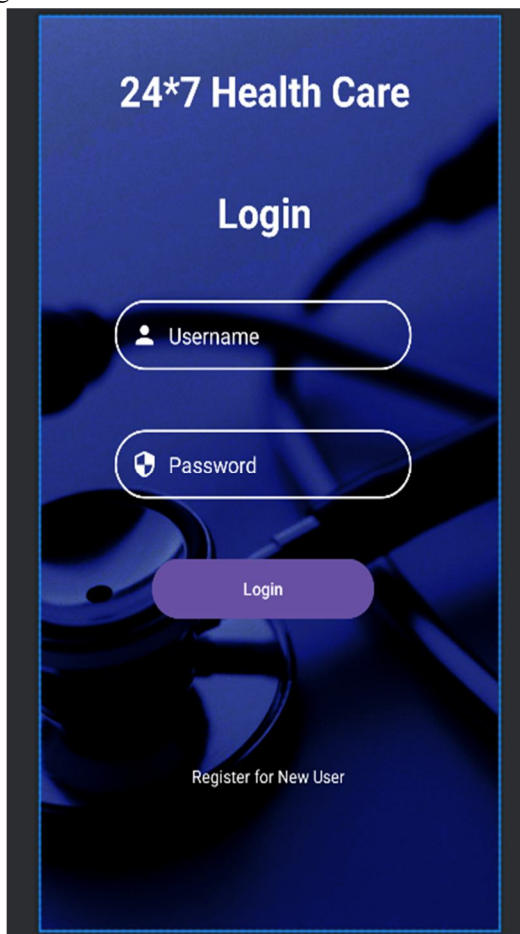 24*7 Health Care
Login
Username
Password
Login
Register for New User